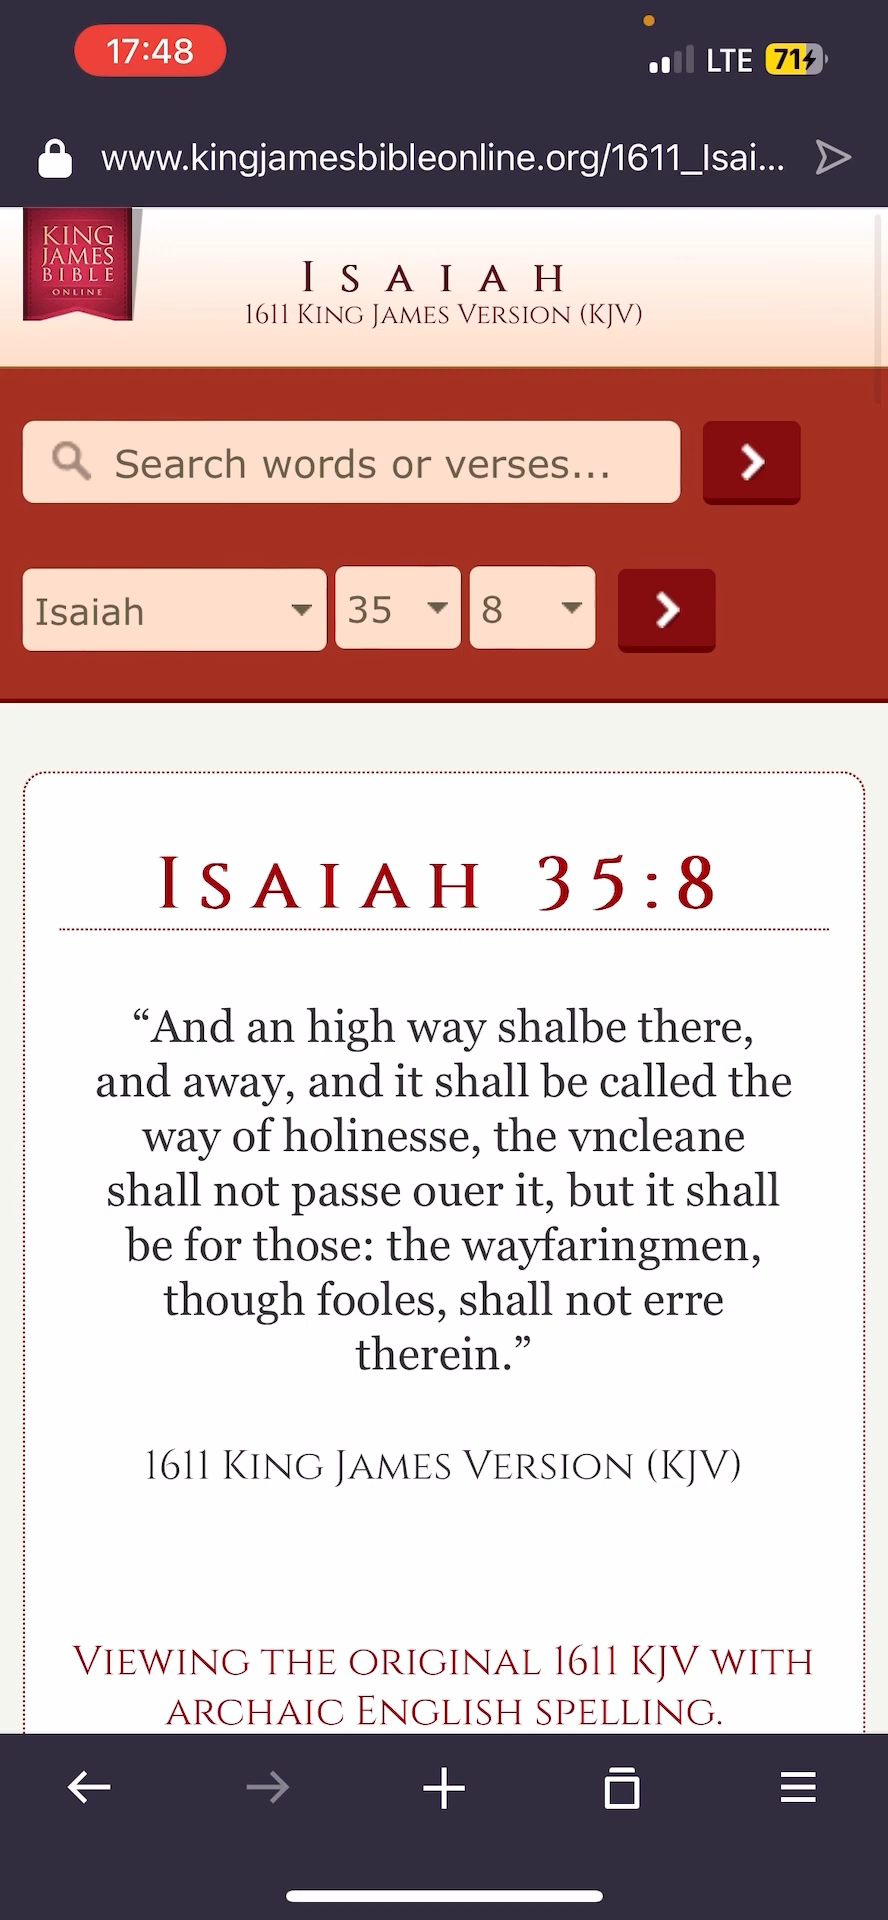 17:48
LTE 71
www.kingjamesbibleonline.org/1611_Isai...
KING
JAMES
BIBLE
ONLINE
ISAIAH
1611 KING JAMES VERSION (KJV)
Search words or verses...
Isaiah 35 8
ISAIAH 35:8
“And an high way shalbe there,
and away, and it shall be called the
way of holinesse, the vncleane
shall not passe ouer it, but it shall
be for those: the wayfaringmen,
though fooles, shall not erre
therein.”
1611 KING JAMES VERSION (KJV)
VIEWING THE ORIGINAL 1611 KJV WITH
ARCHAIC ENGLISH SPELLING.